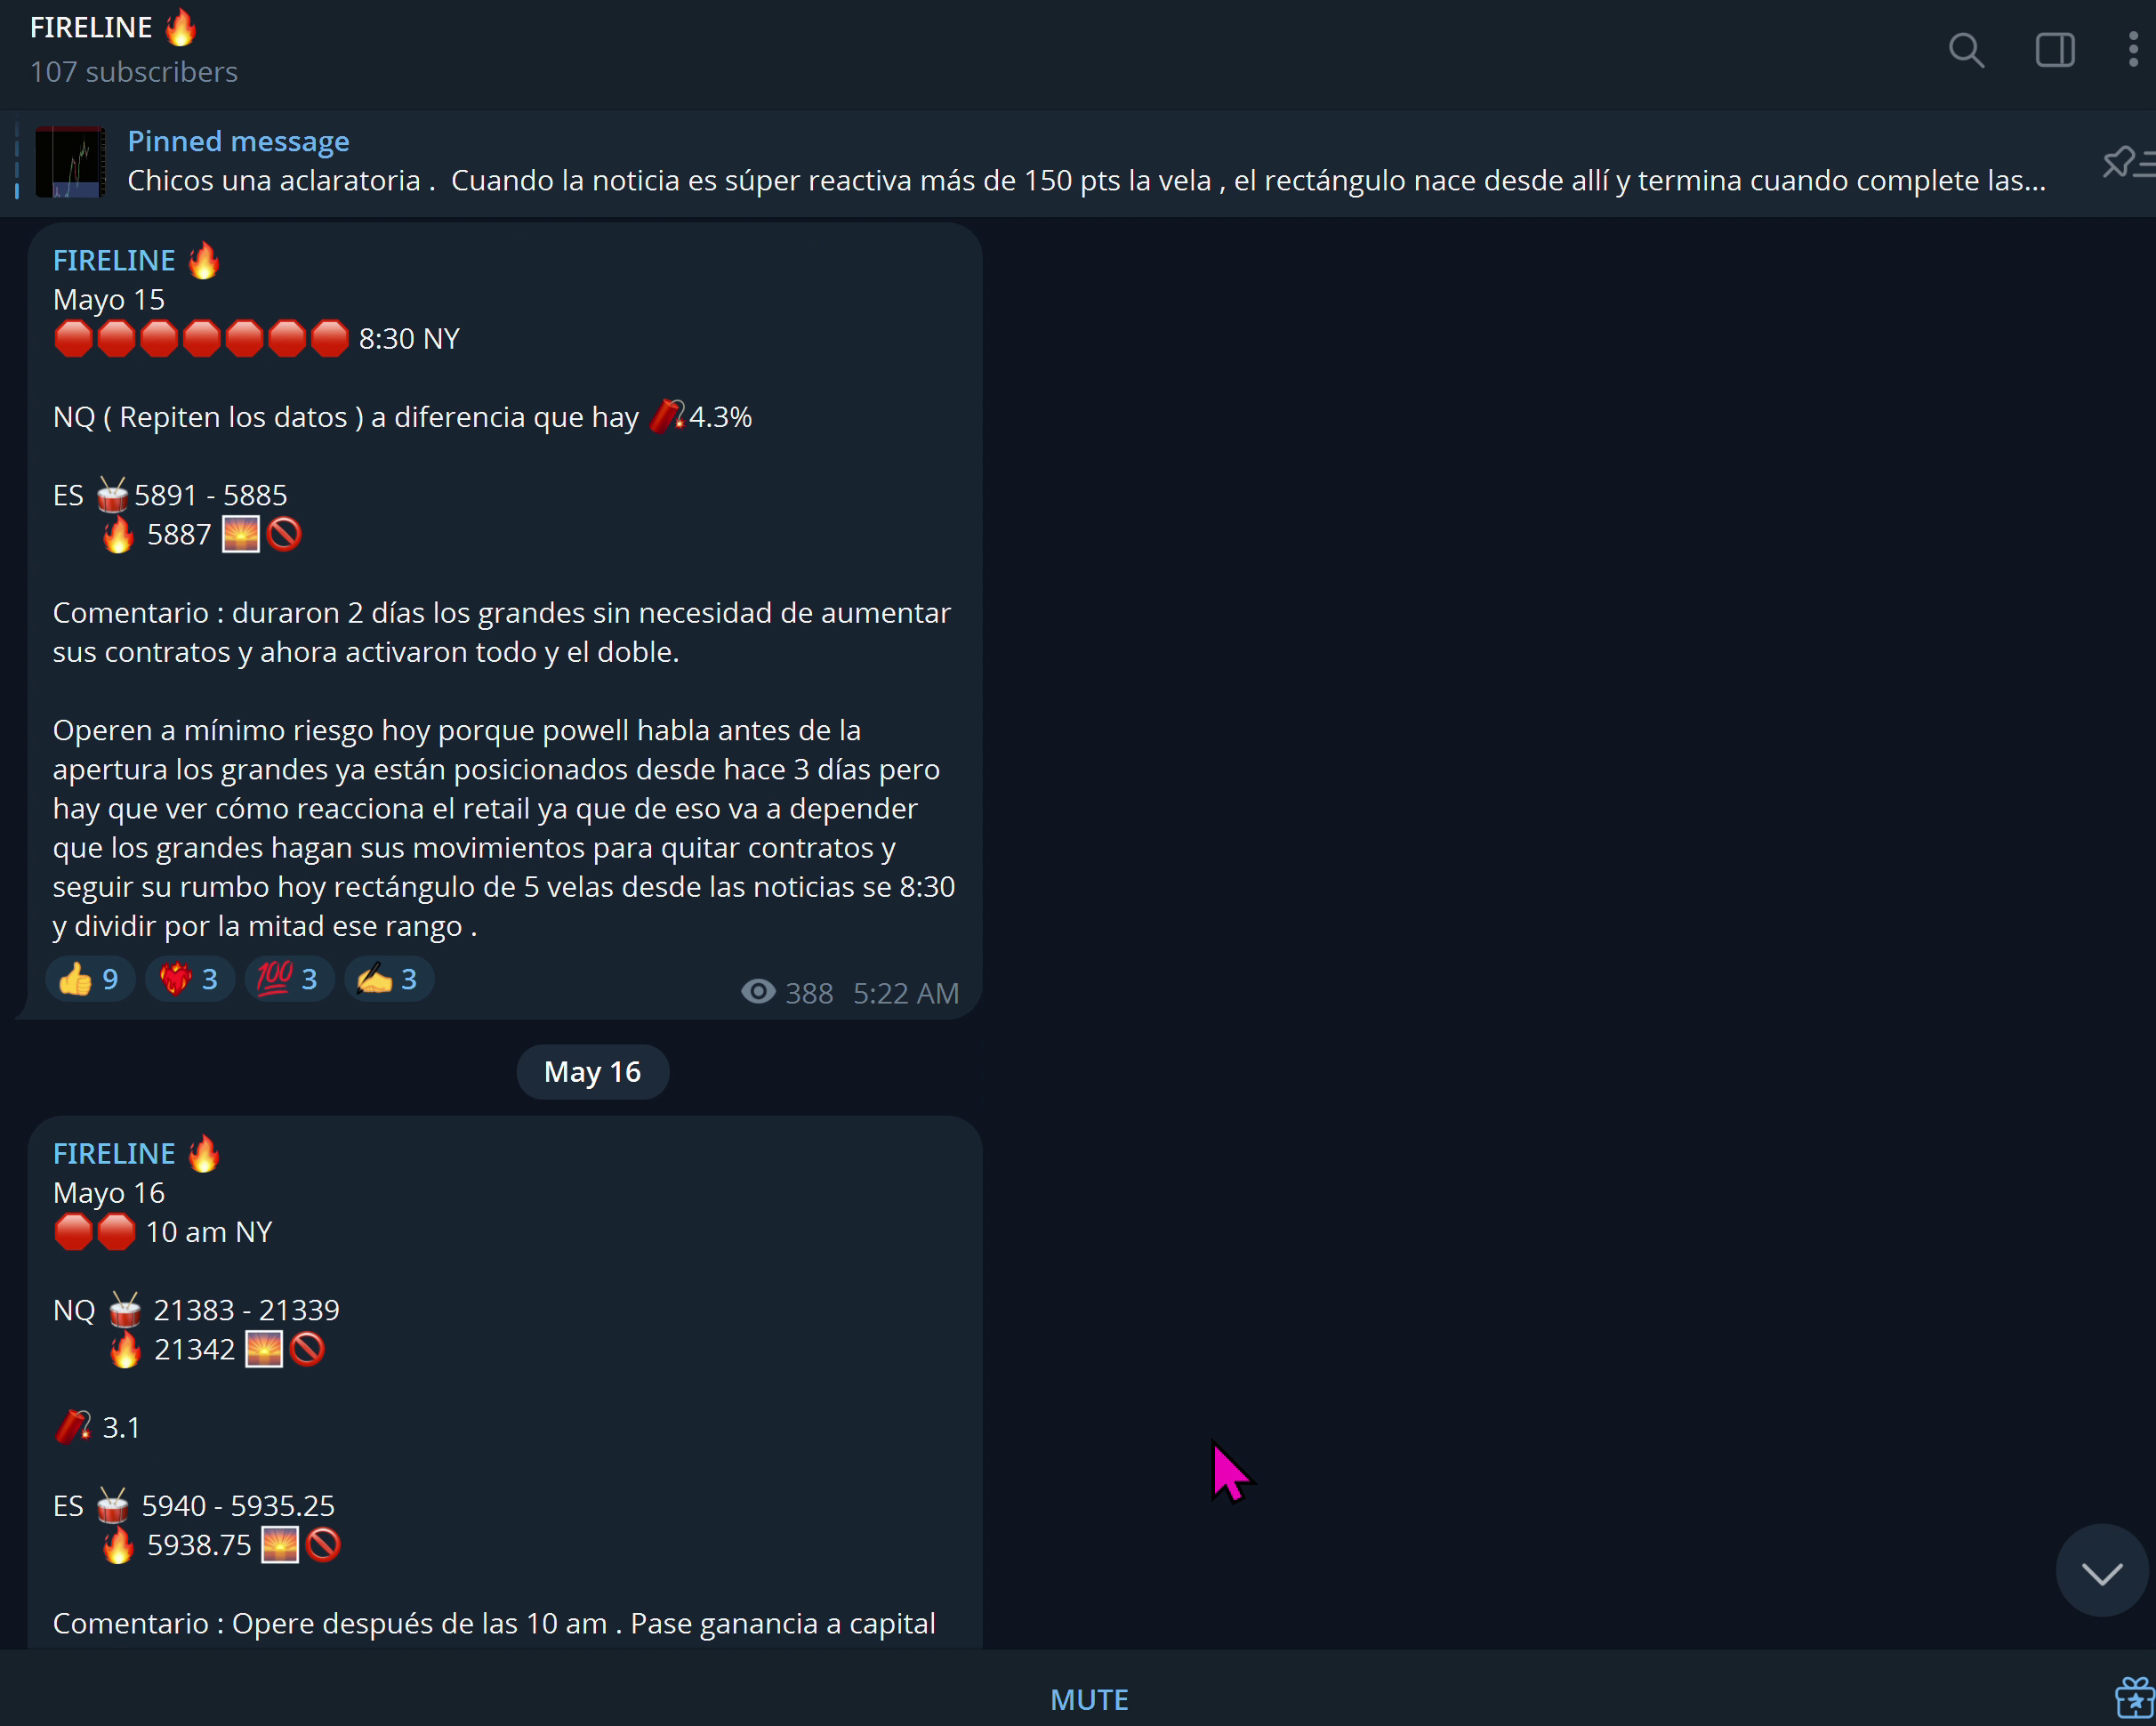 FIRELINE 🔥
107 subscribers
Pinned message
Chicos una aclaratoria .  Cuando la noticia es súper reactiva más de 150 pts la vela , el rectángulo nace desde allí y termina cuando complete las...
FIRELINE 🔥
Mayo 15
🛑🛑🛑🛑🛑🛑🛑 8:30 NY
NQ ( Repiten los datos ) a diferencia que hay 🧨4.3%
ES 🥁5891 - 5885
🔥 5887 🌅🚫
Comentario : duraron 2 días los grandes sin necesidad de aumentar
sus contratos y ahora activaron todo y el doble.
Operen a mínimo riesgo hoy porque powell habla antes de la
apertura los grandes ya están posicionados desde hace 3 días pero
hay que ver cómo reacciona el retail ya que de eso va a depender
que los grandes hagan sus movimientos para quitar contratos y
seguir su rumbo hoy rectángulo de 5 velas desde las noticias se 8:30
y dividir por la mitad ese rango .
👍 9 ❤️‍🔥 3 💯 3 ✍️ 3
388 5:22 AM
May 16
FIRELINE 🔥
Mayo 16
🛑🛑 10 am NY
NQ 🥁 21383 - 21339
🔥 21342 🌅🚫
🧨 3.1
ES 🥁 5940 - 5935.25
🔥 5938.75 🌅🚫
Comentario : Opere después de las 10 am . Pase ganancia a capital
MUTE